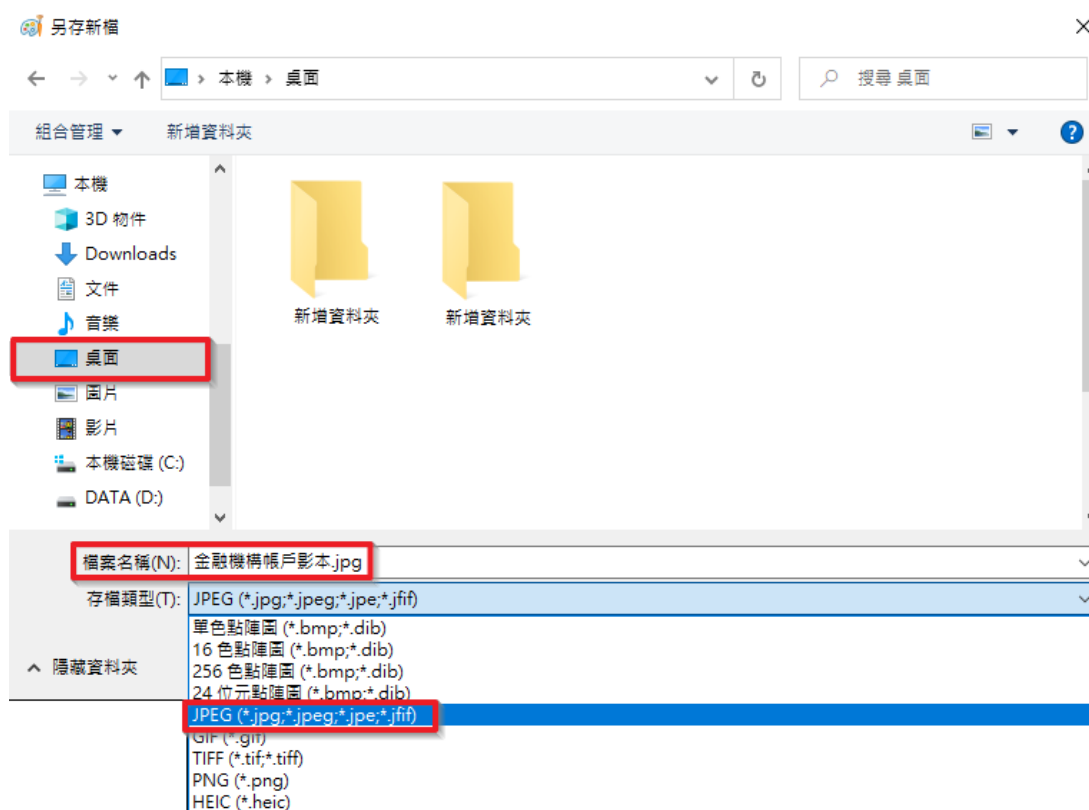 另存新檔
本機 › 桌面
搜尋 桌面
組合管理 新增資料夾
本機
3D 物件
Downloads
文件
音樂
桌面
圖片
影片
本機磁碟 (C:)
DATA (D:)
新增資料夾
新增資料夾
檔案名稱(N): 金融機構帳戶影本.jpg
存檔類型(T): JPEG (*.jpg;*.jpeg;*.jpe;*.jfif)
單色點陣圖 (*.bmp;*.dib)
16 色點陣圖 (*.bmp;*.dib)
256 色點陣圖 (*.bmp;*.dib)
24 位元點陣圖 (*.bmp;*.dib)
JPEG (*.jpg;*.jpeg;*.jpe;*.jfif)
GIF (*.gif)
TIFF (*.tif;*.tiff)
PNG (*.png)
HEIC (*.heic)
隱藏資料夾